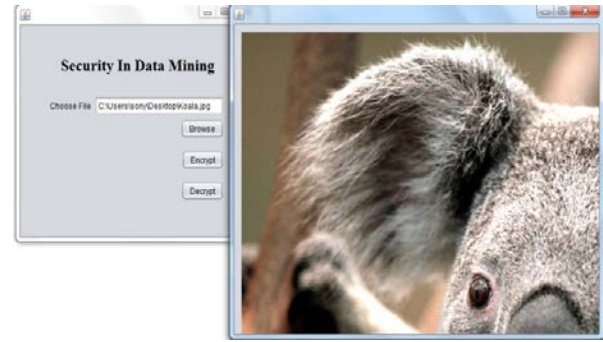 Security In Data Mining
Choose File C:\Users\sony\Desktop\Koala.jpg
Browse
Encrypt
Decrypt